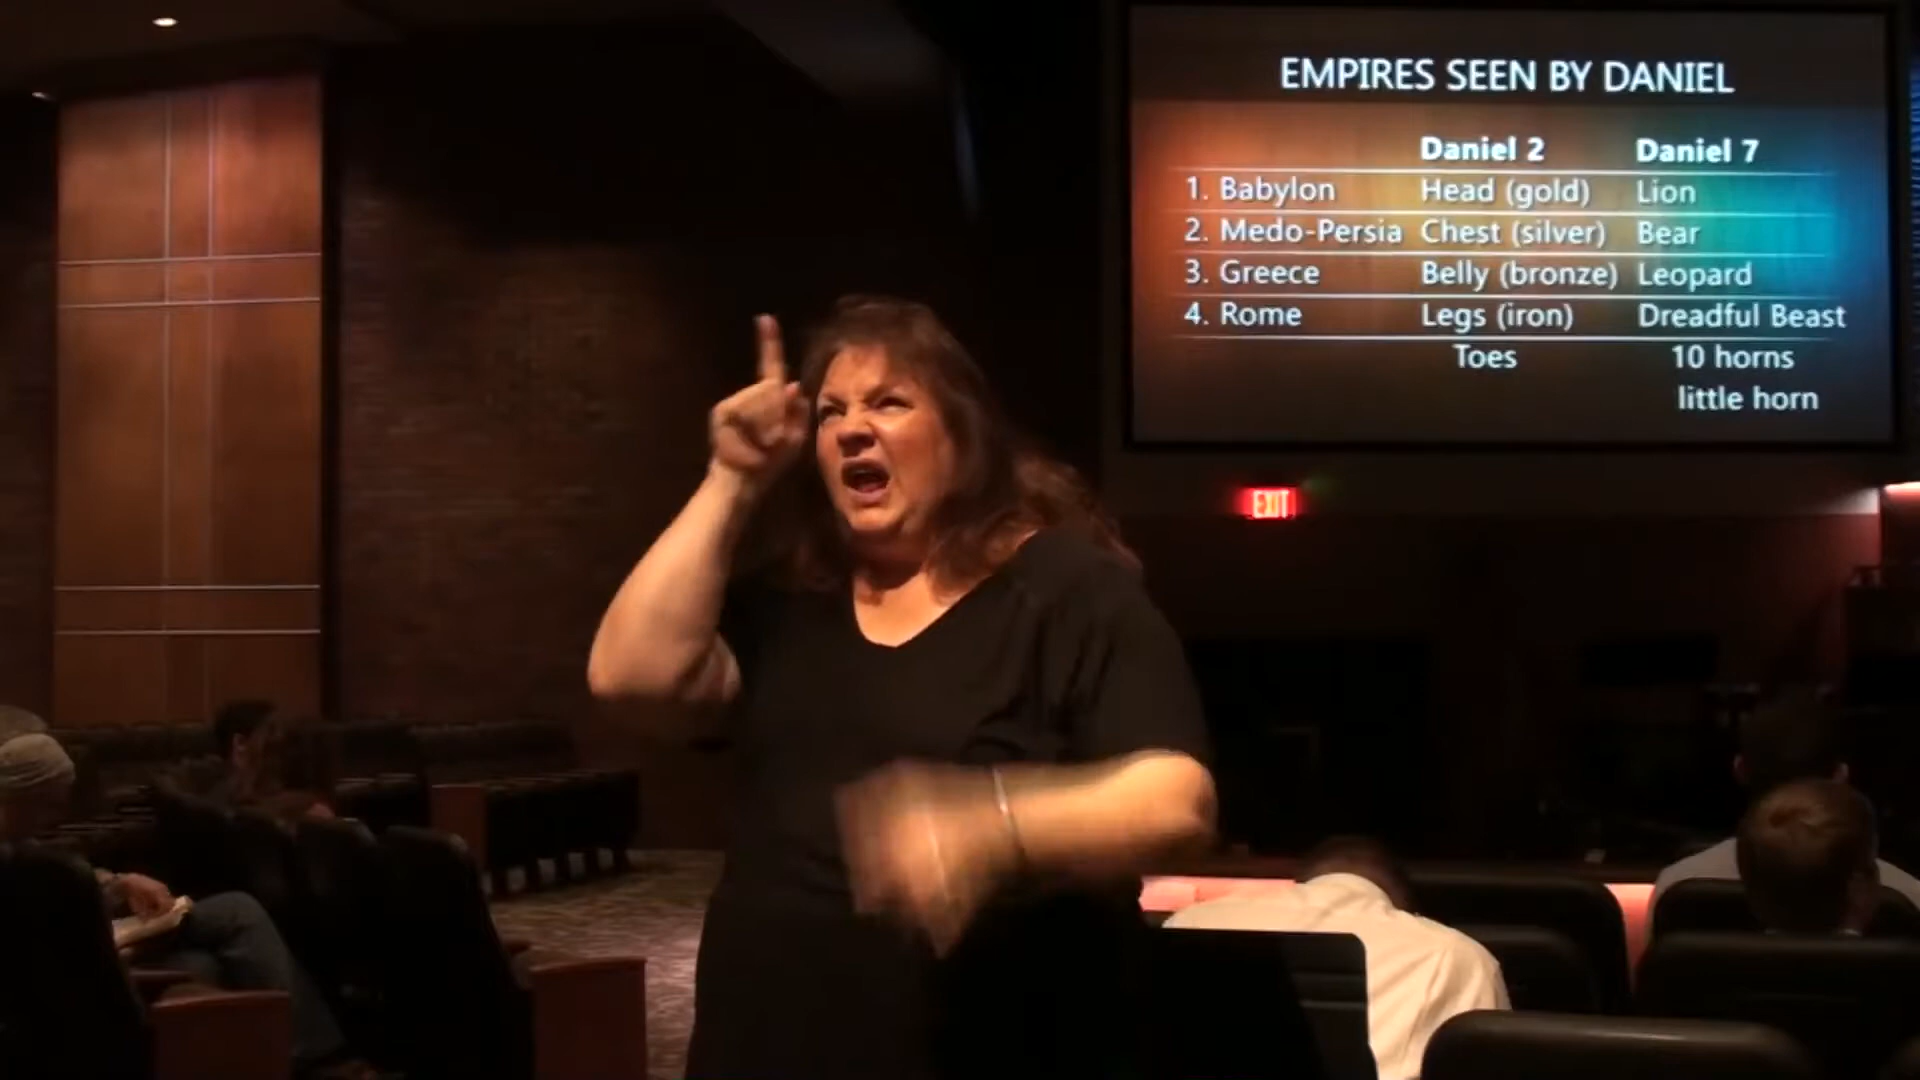 EMPIRES SEEN BY DANIEL
Daniel 2 Daniel 7
1. Babylon Head (gold) Lion
2. Medo-Persia Chest (silver) Bear
3. Greece Belly (bronze) Leopard
4. Rome Legs (iron) Dreadful Beast
Toes 10 horns
little horn
EXIT